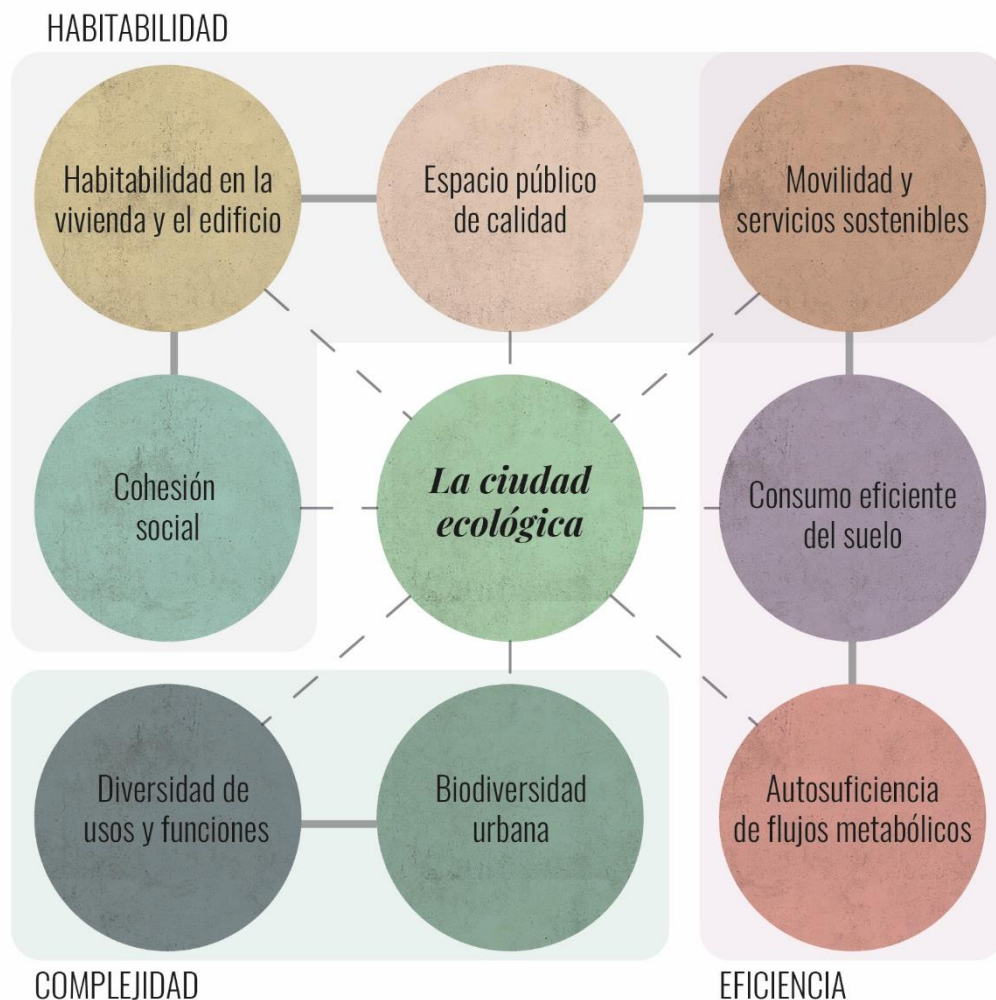 HABITABILIDAD
Habitabilidad en la
vivienda y el edificio
Espacio público
de calidad
Movilidad y
servicios sostenibles
Cohesión
social
La ciudad
ecológica
Consumo eficiente
del suelo
Diversidad de
usos y funciones
Biodiversidad
urbana
Autosuficiencia
de flujos metabólicos
COMPLEJIDAD
EFICIENCIA